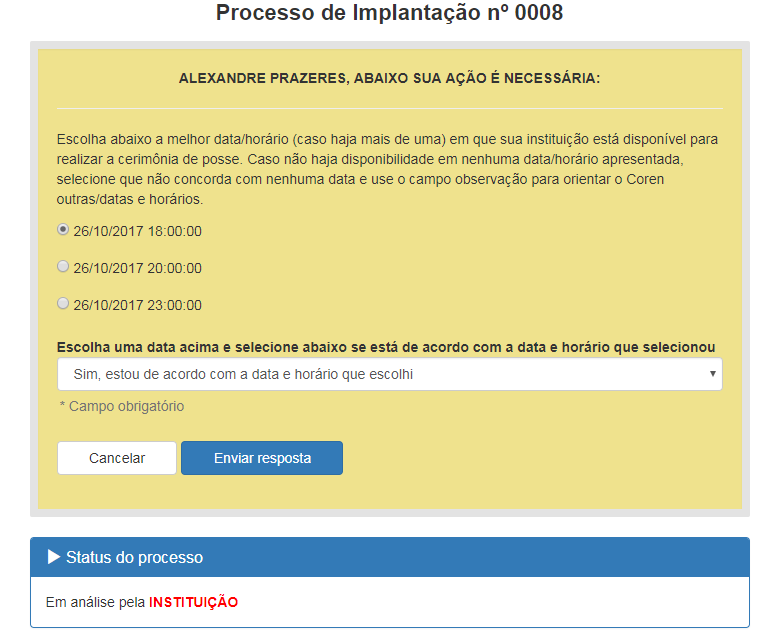 Processo de Implantação nº 0008
ALEXANDRE PRAZERES, ABAIXO SUA AÇÃO É NECESSÁRIA:
Escolha abaixo a melhor data/horário (caso haja mais de uma) em que sua instituição está disponível para
realizar a cerimônia de posse. Caso não haja disponibilidade em nenhuma data/horário apresentada,
selecione que não concorda com nenhuma data e use o campo observação para orientar o Coren
outras/datas e horários.
26/10/2017 18:00:00
26/10/2017 20:00:00
26/10/2017 23:00:00
Escolha uma data acima e selecione abaixo se está de acordo com a data e horário que selecionou
Sim, estou de acordo com a data e horário que escolhi
* Campo obrigatório
Cancelar Enviar resposta
Status do processo
Em análise pela INSTITUIÇÃO